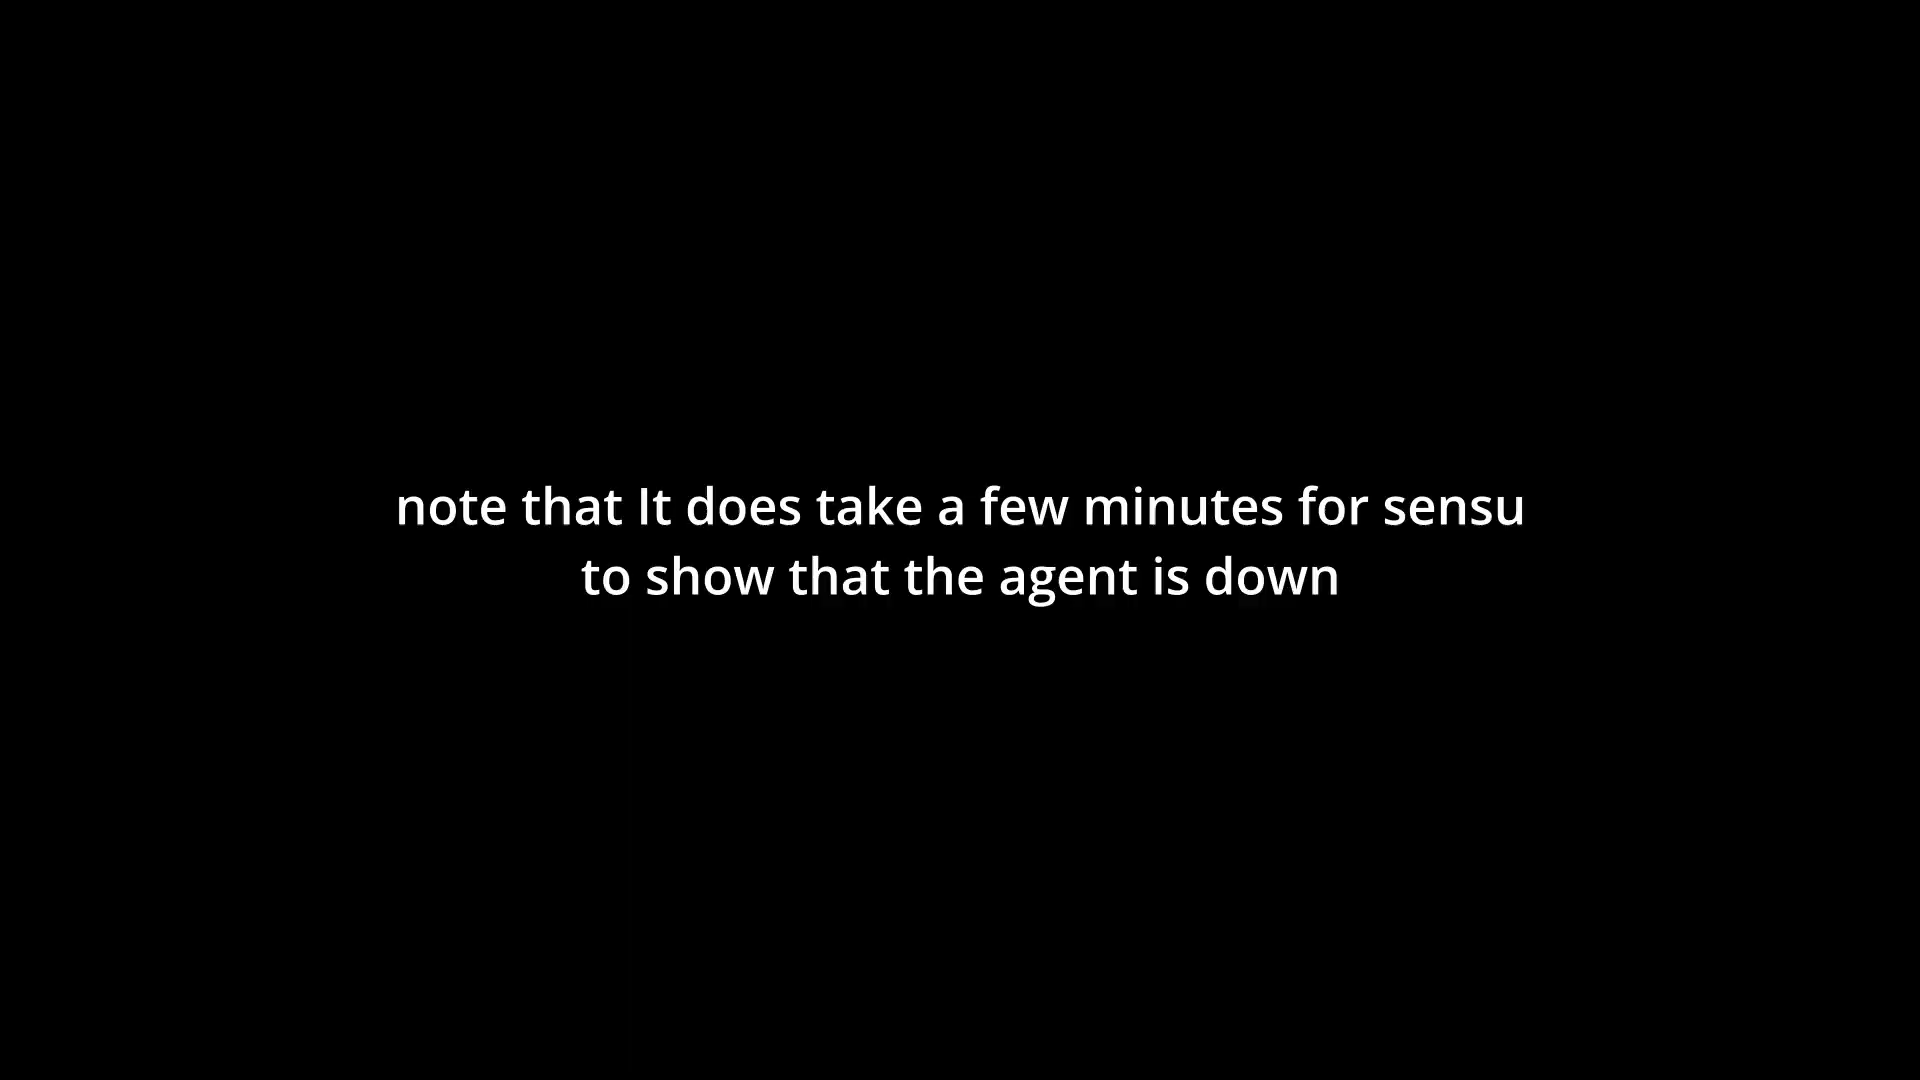 note that It does take a few minutes for sensu
to show that the agent is down